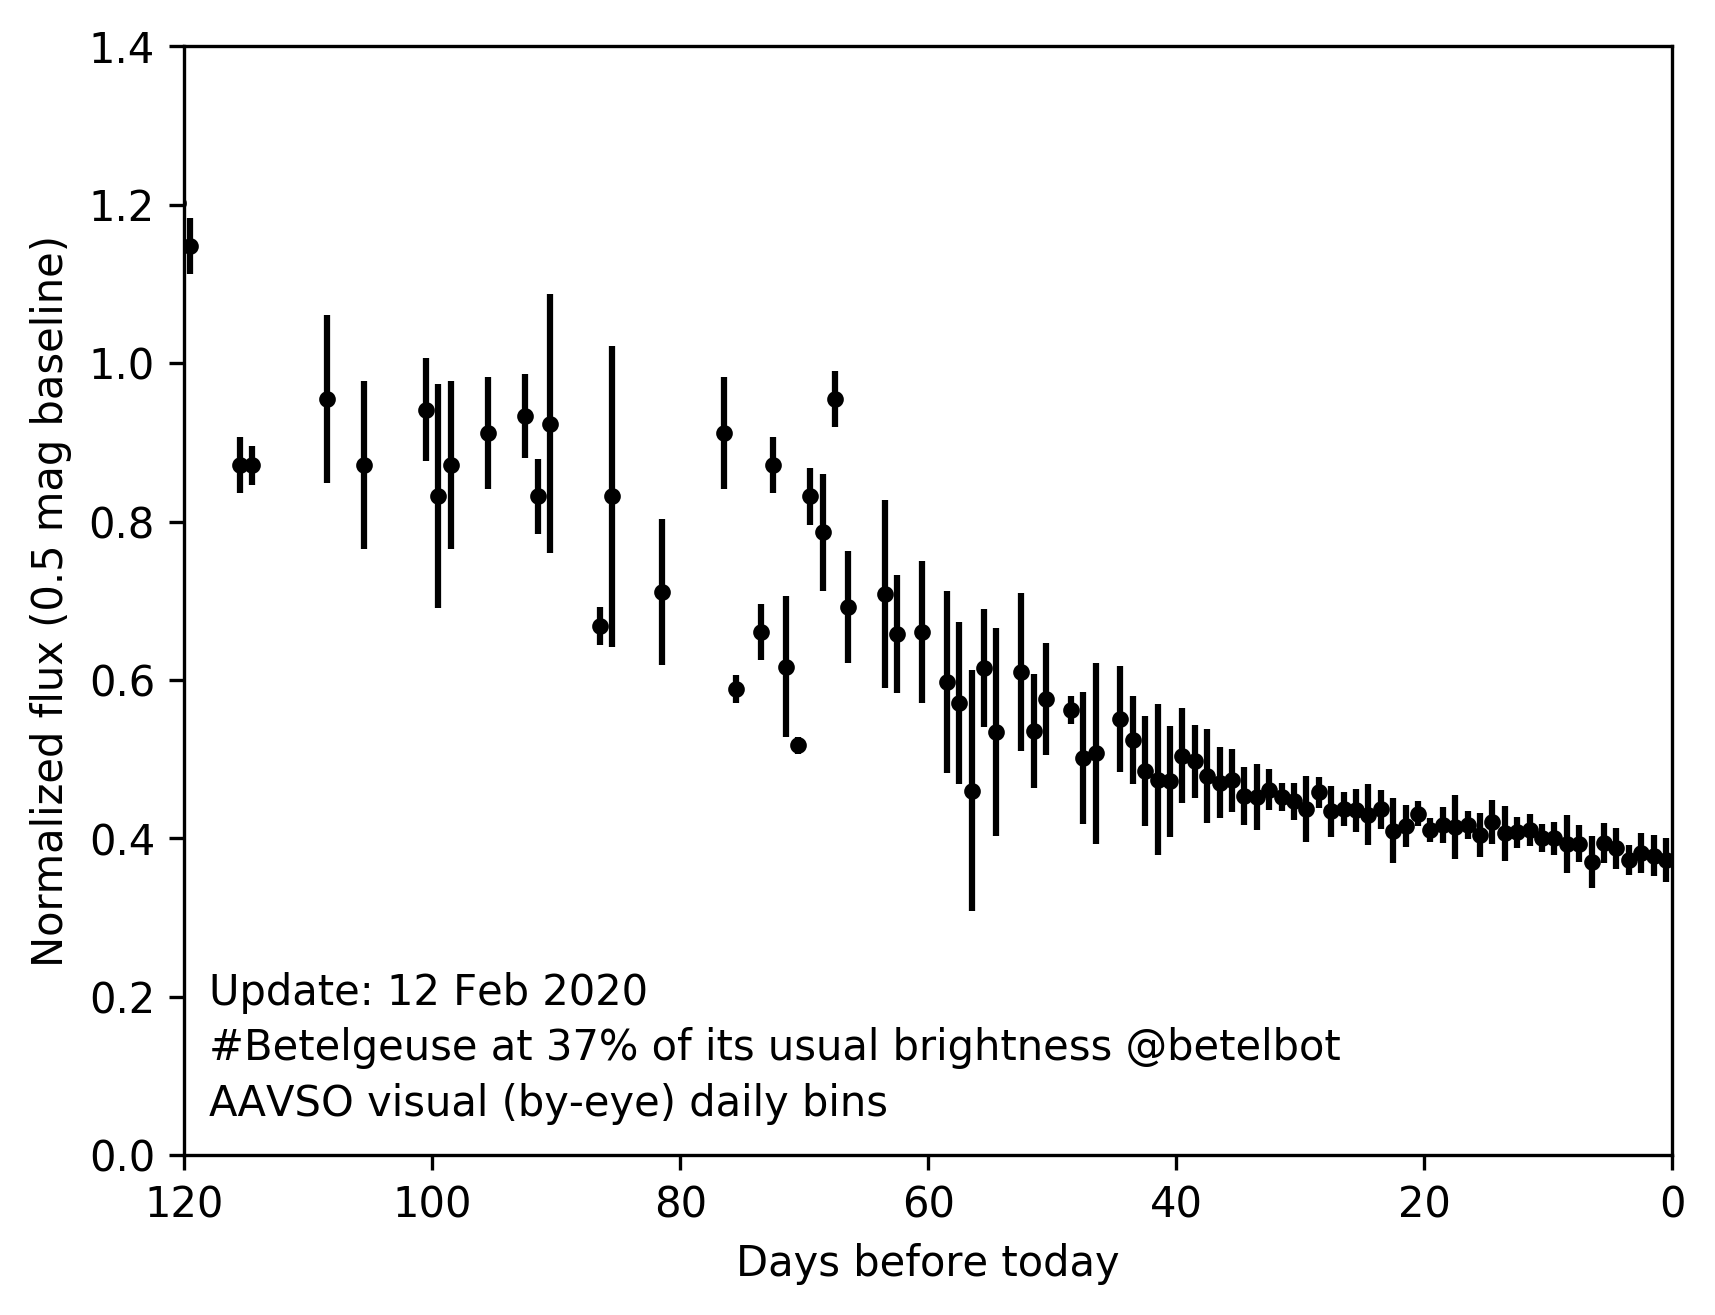 1.4
1.2
1.0
0.8
0.6
0.4
0.2
0.0
Normalized flux (0.5 mag baseline)
Update: 12 Feb 2020
#Betelgeuse at 37% of its usual brightness @betelbot
AAVSO visual (by-eye) daily bins
120 100 80 60 40 20 0
Days before today